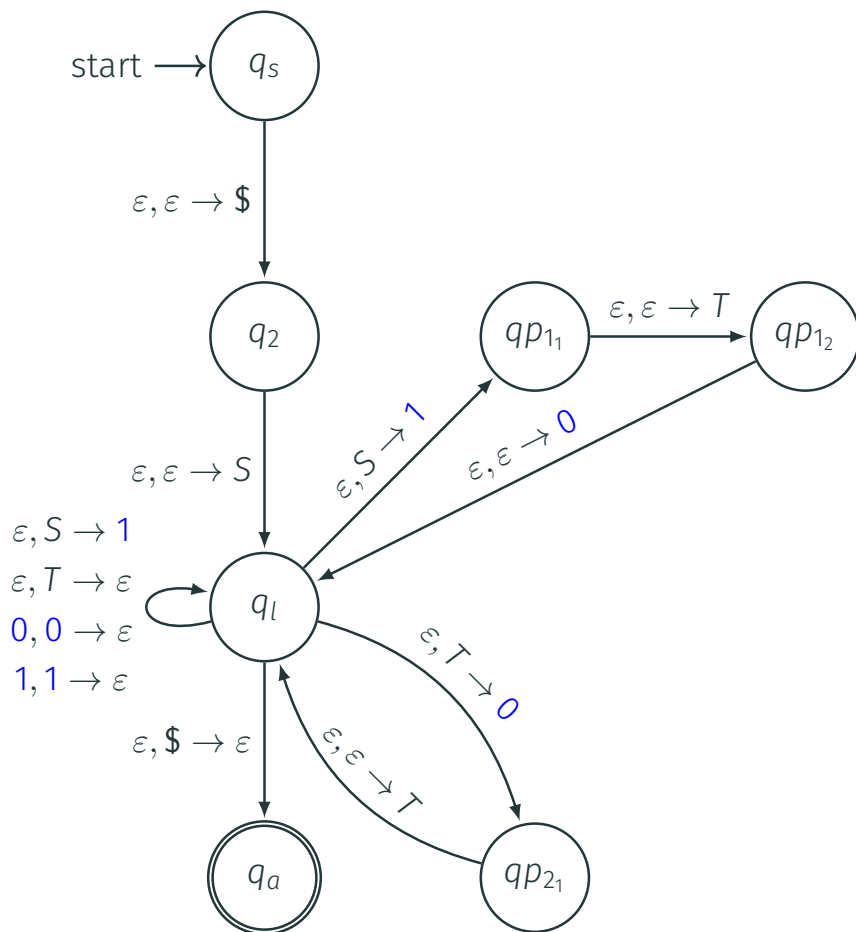 start
q_s
ε, ε → $
q_2
qp_{1_1}
ε, ε → T
qp_{1_2}
ε, ε → S
ε, S → 1
ε, ε → 0
ε, S → 1
ε, T → ε
0, 0 → ε
1, 1 → ε
q_l
ε, T → 0
ε, $ → ε
ε, ε → T
q_a
qp_{2_1}